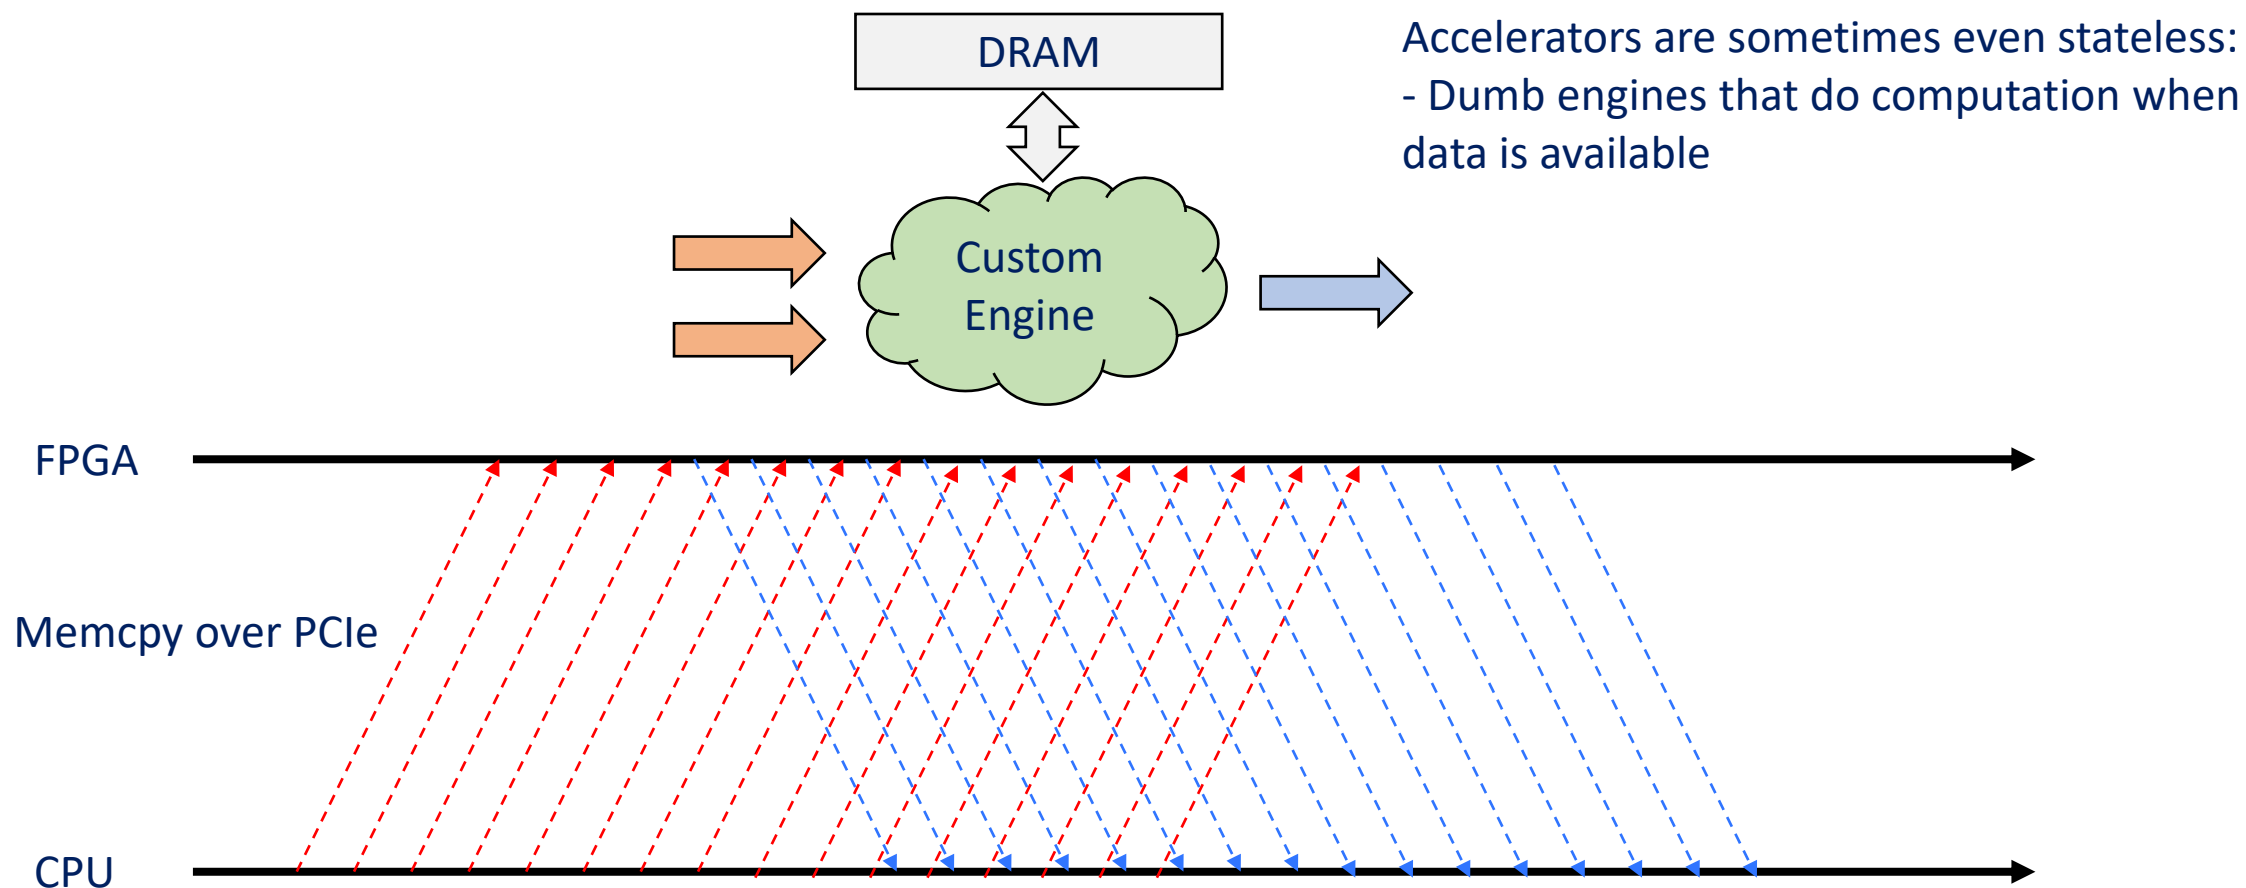 DRAM
Accelerators are sometimes even stateless:
- Dumb engines that do computation when
data is available
Custom
Engine
FPGA
Memcpy over PCIe
CPU